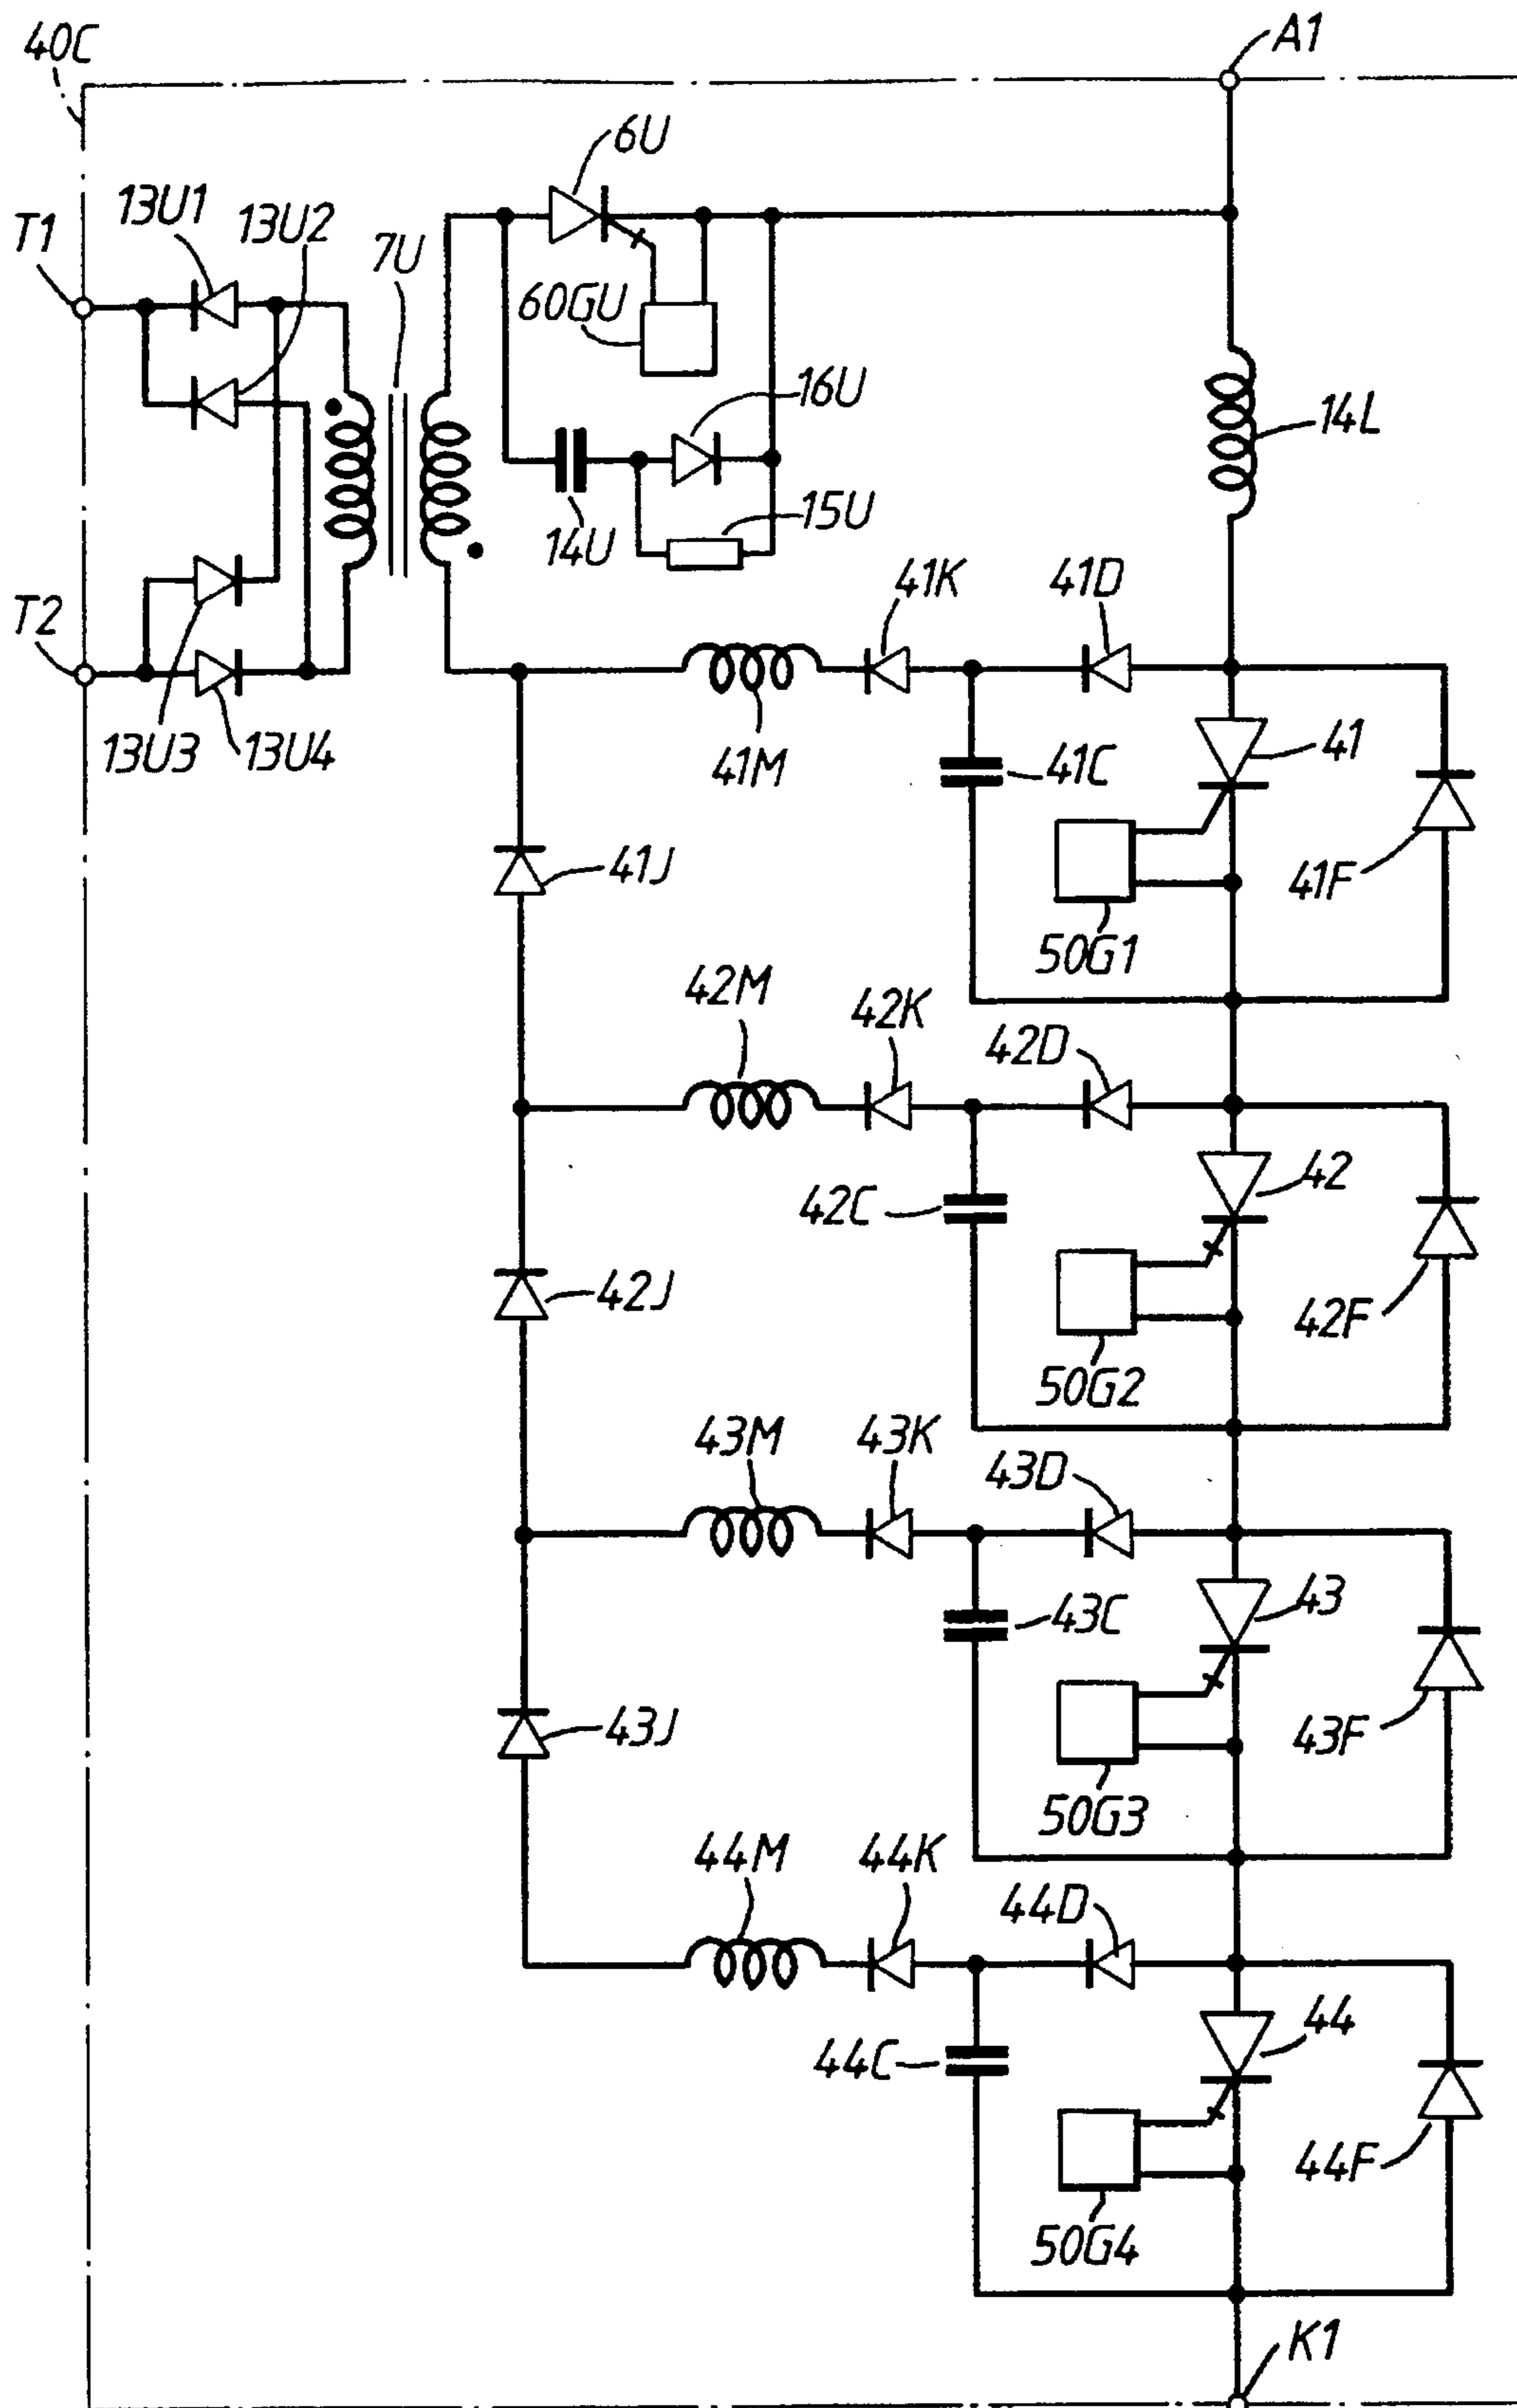 40C
A1
6U
13U1
13U2
T1
7U
60GU
16U
14L
15U
14U
41K
41D
T2
13U3
13U4
41M
41C
41
41J
41F
50G1
42M
42K
42D
42C
42
42J
42F
50G2
43M
43K
43D
43C
43
43J
43F
50G3
44M
44K
44D
44C
44
44F
50G4
K1